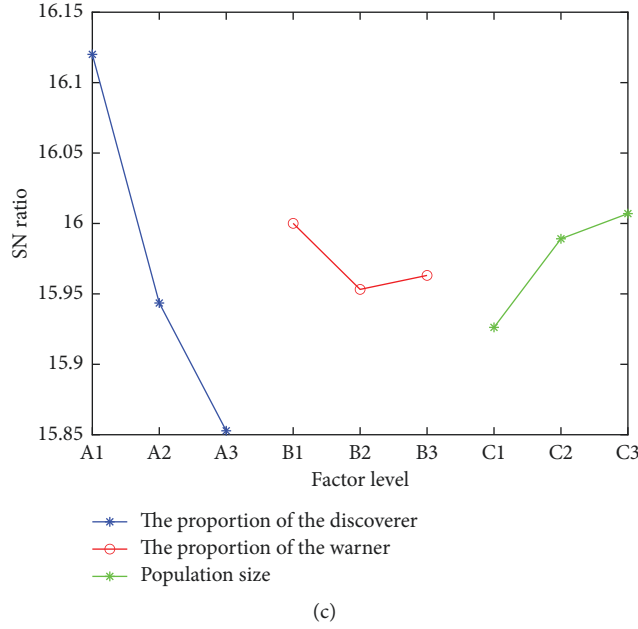 16.15
16.1
16.05
16
15.95
15.9
15.85
SN ratio
A1 A2 A3 B1 B2 B3 C1 C2 C3
Factor level
The proportion of the discoverer
The proportion of the warner
Population size
(c)